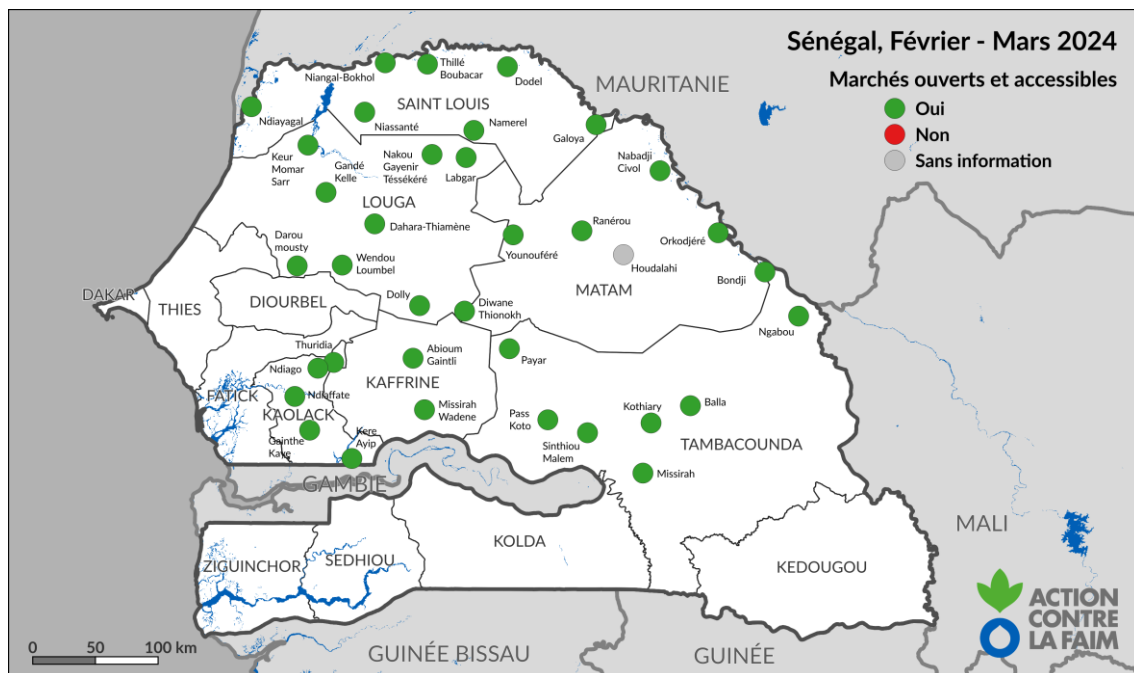 Sénégal, Février - Mars 2024
Marchés ouverts et accessibles
Oui
Non
Sans information
MAURITANIE
Niangal-Bokhol
Thillé
Boubacar
Dodel
SAINT LOUIS
Ndiayagal
Niassanté
Namerel
Galoya
Keur
Momar
Sarr
Gandé
Kelle
Nakou
Gayenir
Téssékéré
Labgar
Nabadji
Civol
LOUGA
Dahara-Thiamène
Ranérou
Younouféré
Orkodjéré
Houdalahi
Darou
mousty
Wendou
Loumbel
Bondji
MATAM
DAKAR
THIES
DIOURBEL
Dolly
Diwane
Thionokh
Ngabou
Thuridia
Ndiago
Abioum
Gaintli
Payar
KAFFRINE
FATICK
Ndiaffate
KAOLACK
Missirah
Wadene
Pass
Koto
Kothiary
Balla
Gainthe
Kaye
Kere
Ayip
Sinthiou
Malem
TAMBACOUNDA
Missirah
GAMBIE
MALI
KOLDA
ZIGUINCHOR
SEDHIOU
KEDOUGOU
GUINÉE BISSAU
GUINÉE
0 50 100 km
ACTION
CONTRE
LA FAIM